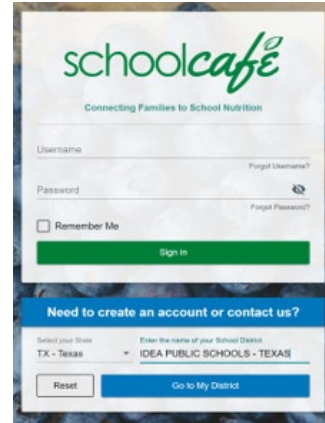 schoolcafé
Connecting Families to School Nutrition
Username
Forgot Username?
Password
Forgot Password?
Remember Me
Sign in
Need to create an account or contact us?
Select your State
Enter the name of your School District
TX - Texas
IDEA PUBLIC SCHOOLS - TEXAS
Reset
Go to My District